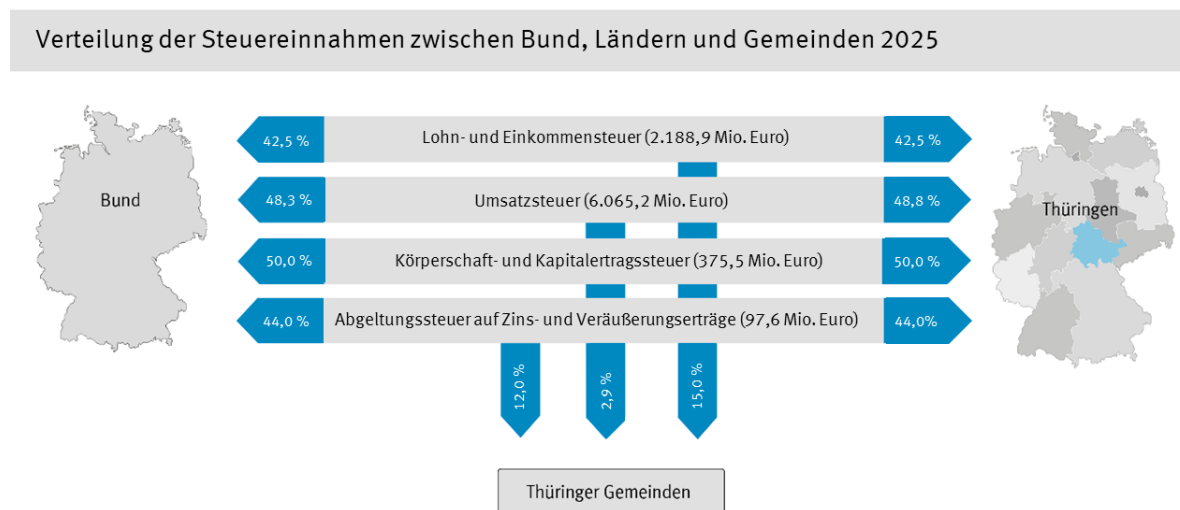 Verteilung der Steuereinnahmen zwischen Bund, Ländern und Gemeinden 2025
Bund
42,5 %
Lohn- und Einkommensteuer (2.188,9 Mio. Euro)
42,5 %
48,3 %
Umsatzsteuer (6.065,2 Mio. Euro)
48,8 %
Thüringen
50,0 %
Körperschaft- und Kapitalertragssteuer (375,5 Mio. Euro)
50,0 %
44,0 %
Abgeltungssteuer auf Zins- und Veräußerungserträge (97,6 Mio. Euro)
44,0%
12,0 %
2,9 %
15,0 %
Thüringer Gemeinden